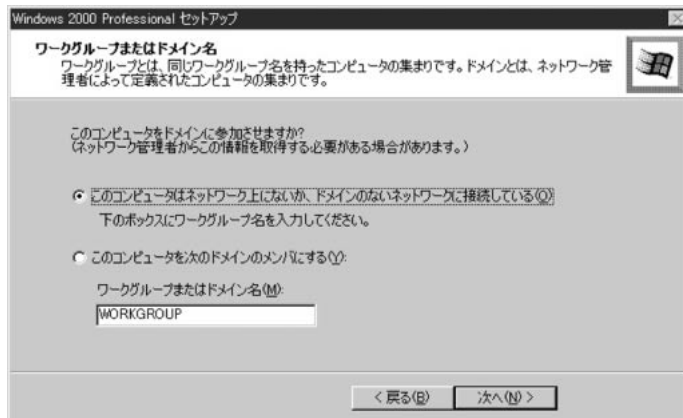 Windows 2000 Professional セットアップ
ワークグループまたはドメイン名
ワークグループとは、同じワークグループ名を持ったコンピュータの集まりです。ドメインとは、ネットワーク管
理者によって定義されたコンピュータの集まりです。
このコンピュータをドメインに参加させますか?
(ネットワーク管理者からこの情報を取得する必要がある場合があります。)
このコンピュータはネットワーク上にないか、ドメインのないネットワークに接続している(O)
下のボックスにワークグループ名を入力してください。
このコンピュータを次のドメインのメンバにする(Y):
ワークグループまたはドメイン名(M):
WORKGROUP
< 戻る(B) 次へ(N) >